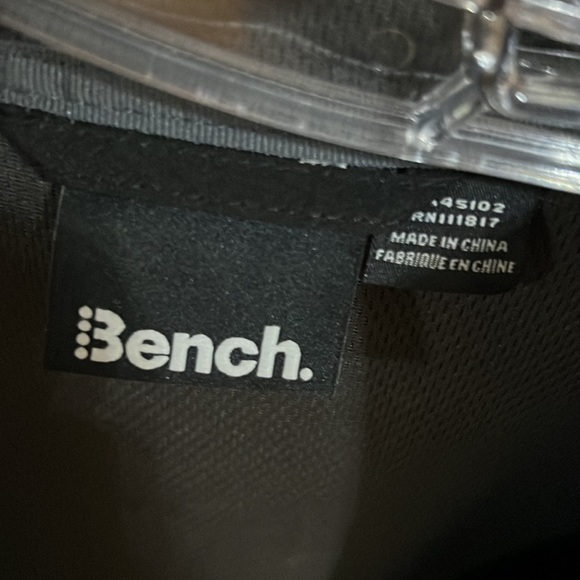 Bench.
45102
RN111817
MADE IN CHINA
FABRIQUE EN CHINE